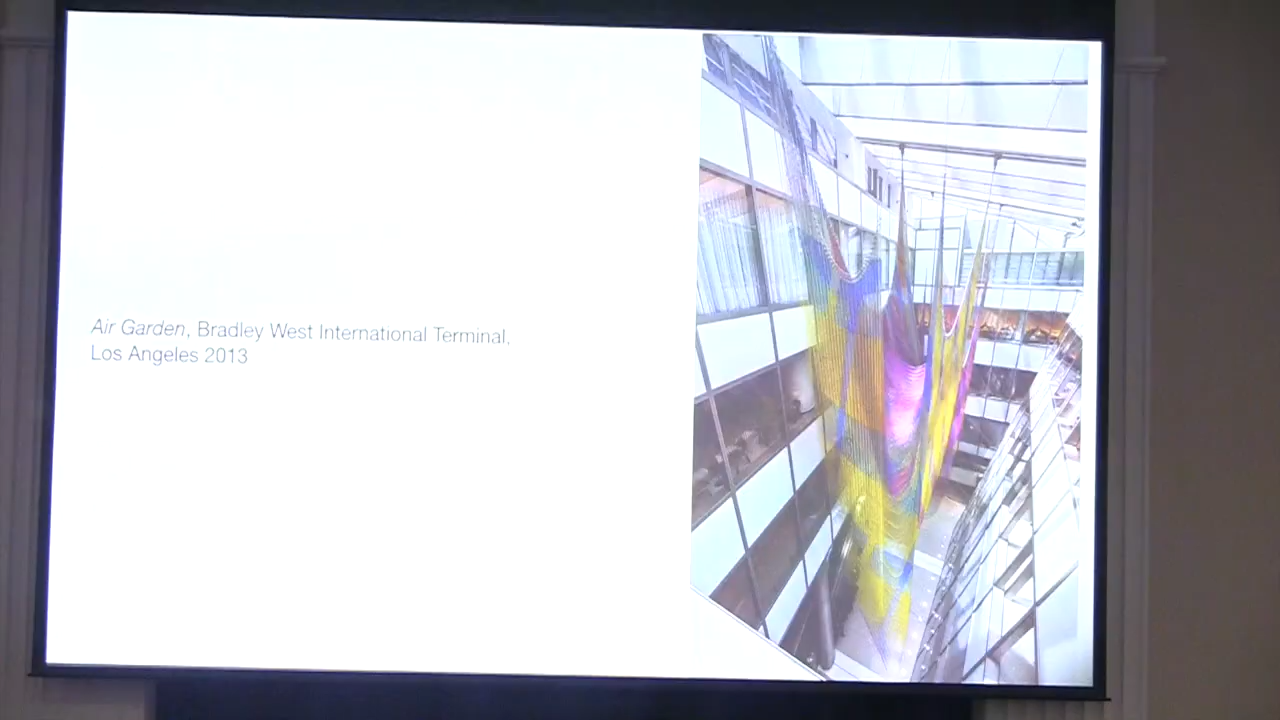 Air Garden, Bradley West International Terminal,
Los Angeles 2013